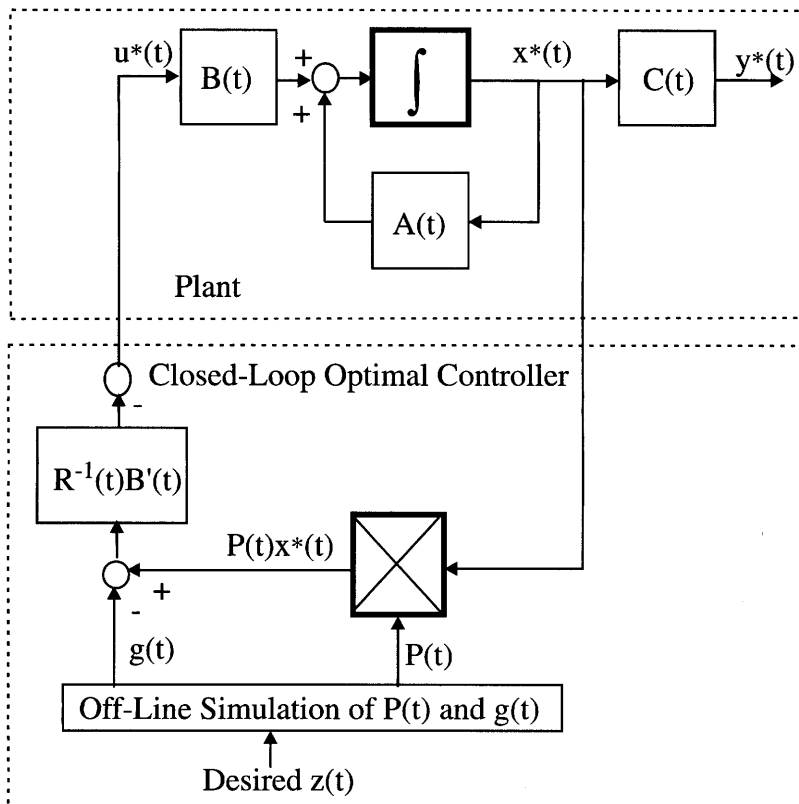 u*(t)
B(t)
+
+
∫
x*(t)
C(t)
y*(t)
A(t)
Plant
Closed-Loop Optimal Controller
-
R⁻¹(t)B'(t)
P(t)x*(t)
+
-
g(t)
P(t)
Off-Line Simulation of P(t) and g(t)
Desired z(t)